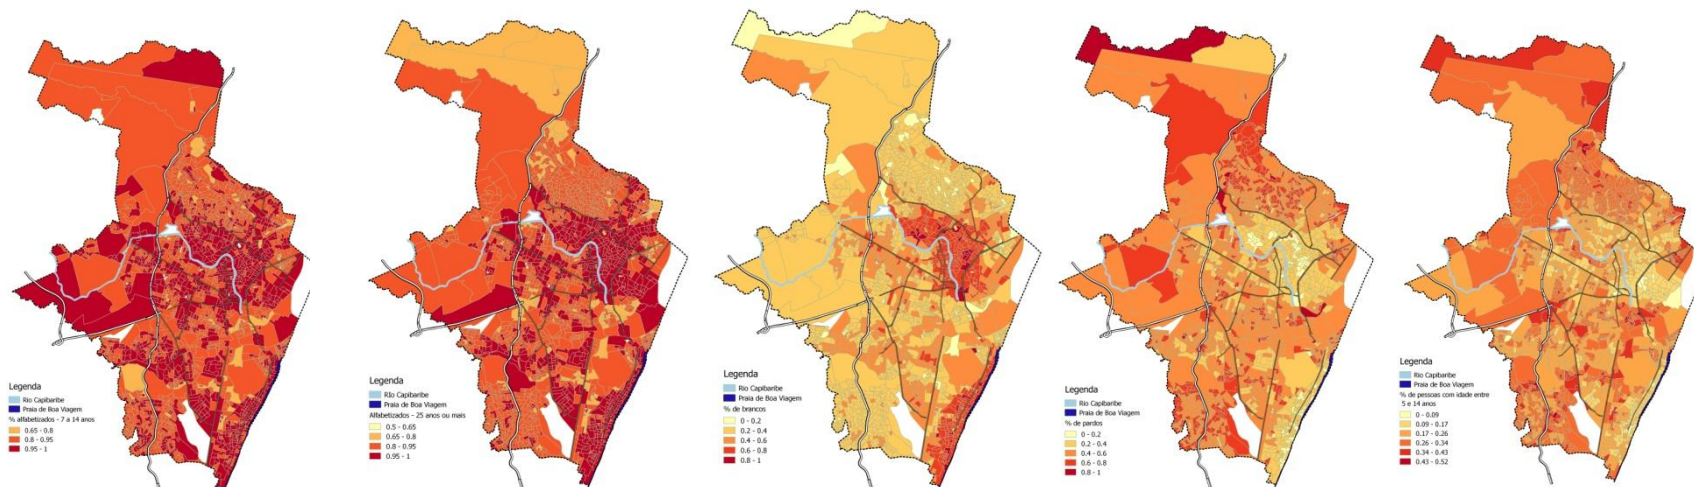 Legenda
Rio Capibaribe
Praia de Boa Viagem
% alfabetizados - 7 a 14 anos
0.65 - 0.8
0.8 - 0.95
0.95 - 1
Legenda
RIo Capibaribe
Praia de Boa Viagem
Alfabetizados - 25 anos ou mais
0.5 - 0.65
0.65 - 0.8
0.8 - 0.95
0.95 - 1
Legenda
Rio Capibaribe
Praia de Boa Viagem
% de brancos
0 - 0.2
0.2 - 0.4
0.4 - 0.6
0.6 - 0.8
0.8 - 1
Legenda
Rio Capibaribe
Praia de Boa Viagem
% de pardos
0 - 0.2
0.2 - 0.4
0.4 - 0.6
0.6 - 0.8
0.8 - 1
Legenda
Rio Capibaribe
Praia de Boa Viagem
% de pessoas com idade entre
5 e 14 anos
0 - 0.09
0.09 - 0.17
0.17 - 0.26
0.26 - 0.34
0.34 - 0.43
0.43 - 0.52